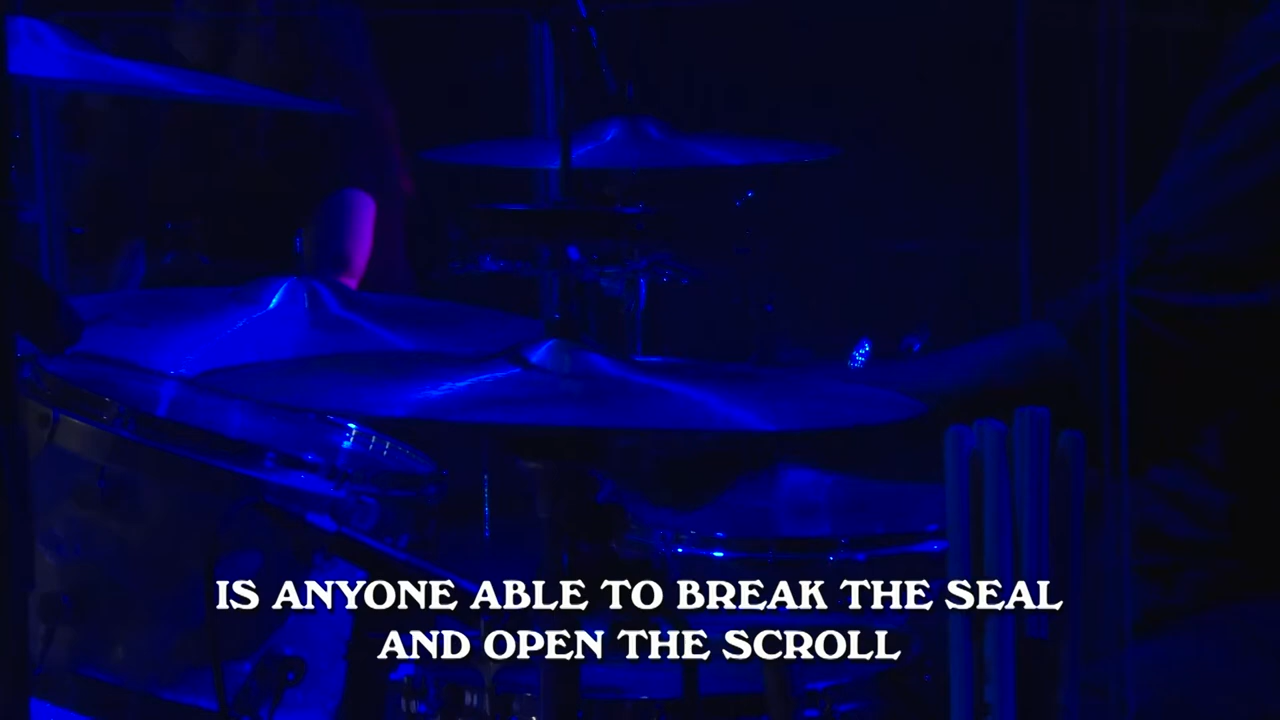 IS ANYONE ABLE TO BREAK THE SEAL
AND OPEN THE SCROLL